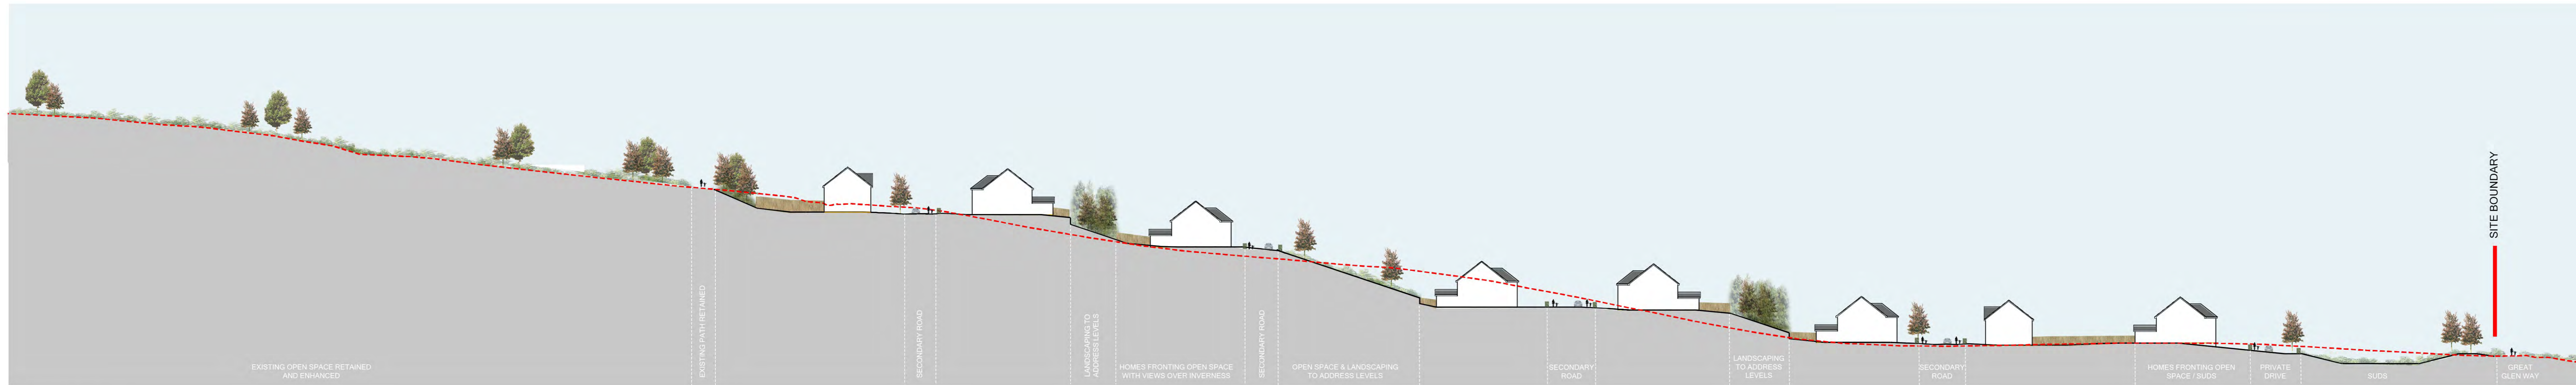 EXISTING OPEN SPACE RETAINED
AND ENHANCED
EXISTING PATH RETAINED
SECONDARY ROAD
LANDSCAPING TO
ADDRESS LEVELS
HOMES FRONTING OPEN SPACE
WITH VIEWS OVER INVERNESS
SECONDARY ROAD
OPEN SPACE & LANDSCAPING
TO ADDRESS LEVELS
SECONDARY
ROAD
LANDSCAPING
TO ADDRESS
LEVELS
SECONDARY
ROAD
HOMES FRONTING OPEN
SPACE / SUDS
PRIVATE
DRIVE
SUDS
SITE BOUNDARY
GREAT
GLEN WAY